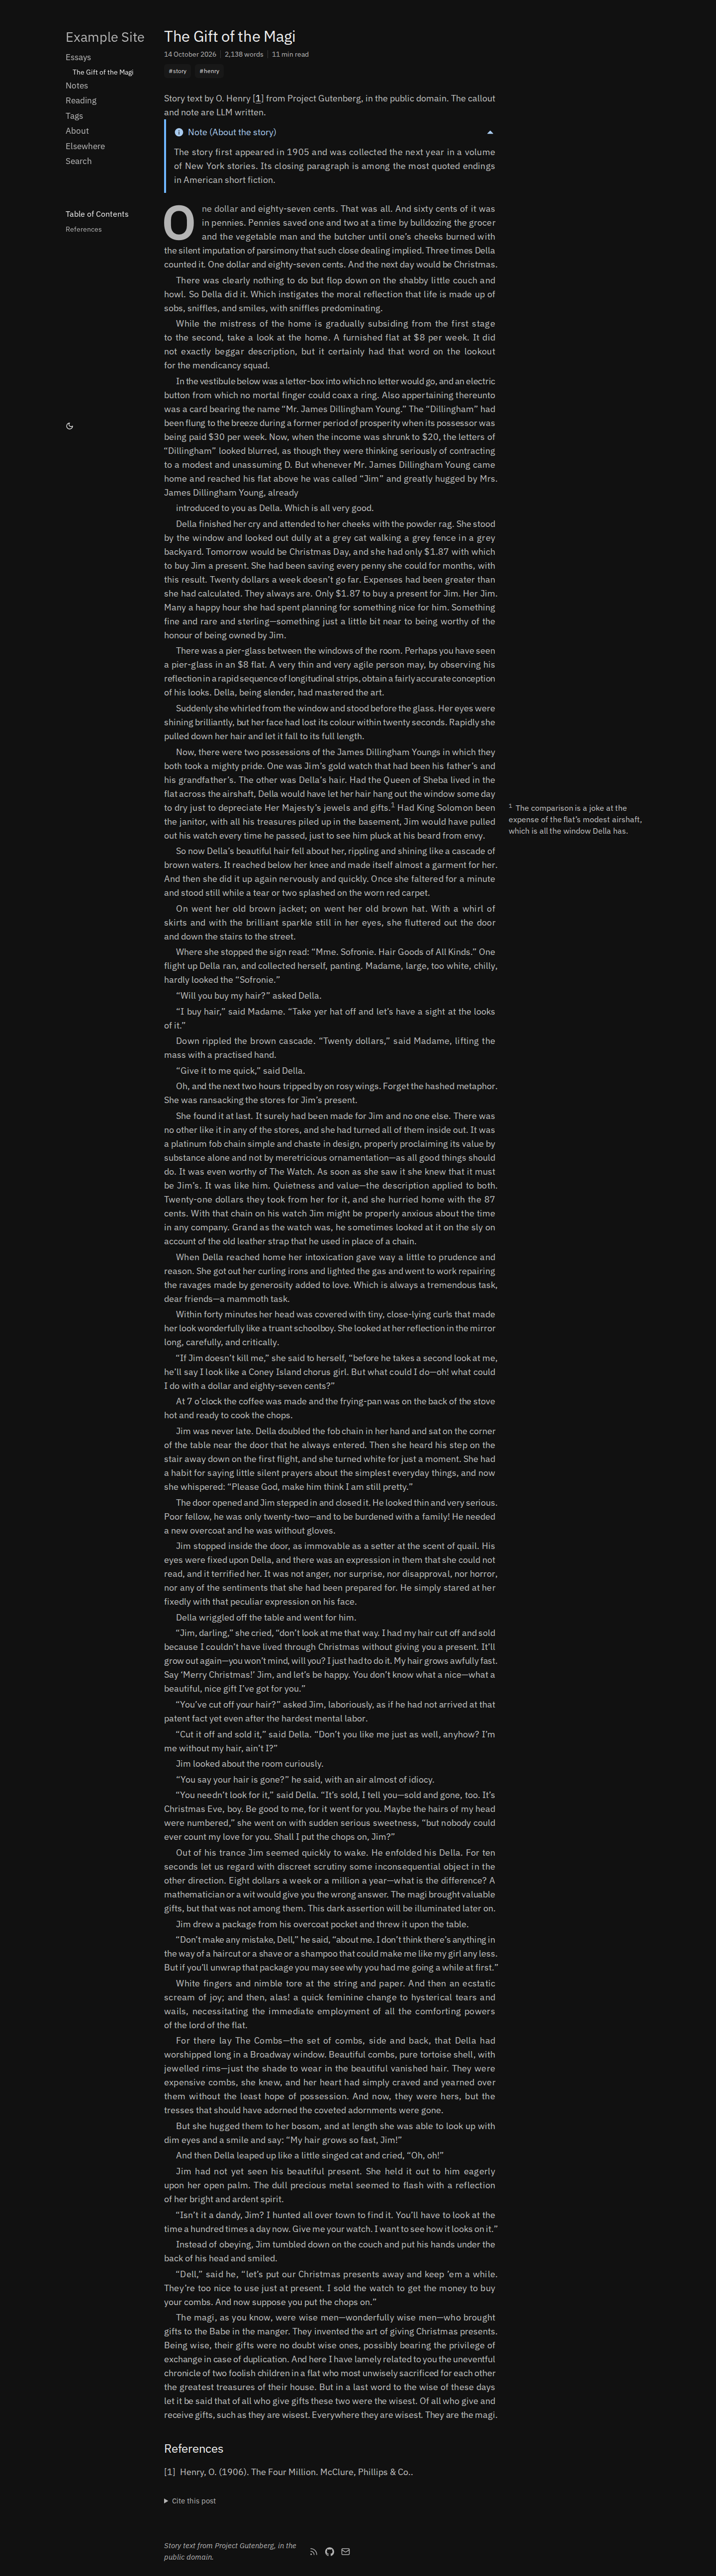 Example Site
Essays
The Gift of the Magi
Notes
Reading
Tags
About
Elsewhere
Search
Table of Contents
References
The Gift of the Magi
14 October 2026 | 2,138 words | 11 min read
#story #henry
Story text by O. Henry [1] from Project Gutenberg, in the public domain. The callout
and note are LLM written.
Note (About the story)
The story first appeared in 1905 and was collected the next year in a volume
of New York stories. Its closing paragraph is among the most quoted endings
in American short fiction.
One dollar and eighty-seven cents. That was all. And sixty cents of it was
in pennies. Pennies saved one and two at a time by bulldozing the grocer
and the vegetable man and the butcher until one’s cheeks burned with
the silent imputation of parsimony that such close dealing implied. Three times Della
counted it. One dollar and eighty-seven cents. And the next day would be Christmas.
There was clearly nothing to do but flop down on the shabby little couch and
howl. So Della did it. Which instigates the moral reflection that life is made up of
sobs, sniffles, and smiles, with sniffles predominating.
While the mistress of the home is gradually subsiding from the first stage
to the second, take a look at the home. A furnished flat at $8 per week. It did
not exactly beggar description, but it certainly had that word on the lookout
for the mendicancy squad.
In the vestibule below was a letter-box into which no letter would go, and an electric
button from which no mortal finger could coax a ring. Also appertaining thereunto
was a card bearing the name “Mr. James Dillingham Young.” The “Dillingham” had
been flung to the breeze during a former period of prosperity when its possessor was
being paid $30 per week. Now, when the income was shrunk to $20, the letters of
“Dillingham” looked blurred, as though they were thinking seriously of contracting
to a modest and unassuming D. But whenever Mr. James Dillingham Young came
home and reached his flat above he was called “Jim” and greatly hugged by Mrs.
James Dillingham Young, already
introduced to you as Della. Which is all very good.
Della finished her cry and attended to her cheeks with the powder rag. She stood
by the window and looked out dully at a grey cat walking a grey fence in a grey
backyard. Tomorrow would be Christmas Day, and she had only $1.87 with which
to buy Jim a present. She had been saving every penny she could for months, with
this result. Twenty dollars a week doesn’t go far. Expenses had been greater than
she had calculated. They always are. Only $1.87 to buy a present for Jim. Her Jim.
Many a happy hour she had spent planning for something nice for him. Something
fine and rare and sterling—something just a little bit near to being worthy of the
honour of being owned by Jim.
There was a pier-glass between the windows of the room. Perhaps you have seen
a pier-glass in an $8 flat. A very thin and very agile person may, by observing his
reflection in a rapid sequence of longitudinal strips, obtain a fairly accurate conception
of his looks. Della, being slender, had mastered the art.
Suddenly she whirled from the window and stood before the glass. Her eyes were
shining brilliantly, but her face had lost its colour within twenty seconds. Rapidly she
pulled down her hair and let it fall to its full length.
Now, there were two possessions of the James Dillingham Youngs in which they
both took a mighty pride. One was Jim’s gold watch that had been his father’s and
his grandfather’s. The other was Della’s hair. Had the Queen of Sheba lived in the
flat across the airshaft, Della would have let her hair hang out the window some day
to dry just to depreciate Her Majesty’s jewels and gifts.1 Had King Solomon been
the janitor, with all his treasures piled up in the basement, Jim would have pulled
out his watch every time he passed, just to see him pluck at his beard from envy.
1 The comparison is a joke at the
expense of the flat’s modest airshaft,
which is all the window Della has.
So now Della’s beautiful hair fell about her, rippling and shining like a cascade of
brown waters. It reached below her knee and made itself almost a garment for her.
And then she did it up again nervously and quickly. Once she faltered for a minute
and stood still while a tear or two splashed on the worn red carpet.
On went her old brown jacket; on went her old brown hat. With a whirl of
skirts and with the brilliant sparkle still in her eyes, she fluttered out the door
and down the stairs to the street.
Where she stopped the sign read: “Mme. Sofronie. Hair Goods of All Kinds.” One
flight up Della ran, and collected herself, panting. Madame, large, too white, chilly,
hardly looked the “Sofronie.”
“Will you buy my hair?” asked Della.
“I buy hair,” said Madame. “Take yer hat off and let’s have a sight at the looks
of it.”
Down rippled the brown cascade. “Twenty dollars,” said Madame, lifting the
mass with a practised hand.
“Give it to me quick,” said Della.
Oh, and the next two hours tripped by on rosy wings. Forget the hashed metaphor.
She was ransacking the stores for Jim’s present.
She found it at last. It surely had been made for Jim and no one else. There was
no other like it in any of the stores, and she had turned all of them inside out. It was
a platinum fob chain simple and chaste in design, properly proclaiming its value by
substance alone and not by meretricious ornamentation—as all good things should
do. It was even worthy of The Watch. As soon as she saw it she knew that it must
be Jim’s. It was like him. Quietness and value—the description applied to both.
Twenty-one dollars they took from her for it, and she hurried home with the 87
cents. With that chain on his watch Jim might be properly anxious about the time
in any company. Grand as the watch was, he sometimes looked at it on the sly on
account of the old leather strap that he used in place of a chain.
When Della reached home her intoxication gave way a little to prudence and
reason. She got out her curling irons and lighted the gas and went to work repairing
the ravages made by generosity added to love. Which is always a tremendous task,
dear friends—a mammoth task.
Within forty minutes her head was covered with tiny, close-lying curls that made
her look wonderfully like a truant schoolboy. She looked at her reflection in the mirror
long, carefully, and critically.
“If Jim doesn’t kill me,” she said to herself, “before he takes a second look at me,
he’ll say I look like a Coney Island chorus girl. But what could I do—oh! what could
I do with a dollar and eighty-seven cents?”
At 7 o’clock the coffee was made and the frying-pan was on the back of the stove
hot and ready to cook the chops.
Jim was never late. Della doubled the fob chain in her hand and sat on the corner
of the table near the door that he always entered. Then she heard his step on the
stair away down on the first flight, and she turned white for just a moment. She had
a habit for saying little silent prayers about the simplest everyday things, and now
she whispered: “Please God, make him think I am still pretty.”
The door opened and Jim stepped in and closed it. He looked thin and very serious.
Poor fellow, he was only twenty-two—and to be burdened with a family! He needed
a new overcoat and he was without gloves.
Jim stopped inside the door, as immovable as a setter at the scent of quail. His
eyes were fixed upon Della, and there was an expression in them that she could not
read, and it terrified her. It was not anger, nor surprise, nor disapproval, nor horror,
nor any of the sentiments that she had been prepared for. He simply stared at her
fixedly with that peculiar expression on his face.
Della wriggled off the table and went for him.
“Jim, darling,” she cried, “don’t look at me that way. I had my hair cut off and sold
because I couldn’t have lived through Christmas without giving you a present. It’ll
grow out again—you won’t mind, will you? I just had to do it. My hair grows awfully fast.
Say ‘Merry Christmas!’ Jim, and let’s be happy. You don’t know what a nice—what a
beautiful, nice gift I’ve got for you.”
“You’ve cut off your hair?” asked Jim, laboriously, as if he had not arrived at that
patent fact yet even after the hardest mental labor.
“Cut it off and sold it,” said Della. “Don’t you like me just as well, anyhow? I’m
me without my hair, ain’t I?”
Jim looked about the room curiously.
“You say your hair is gone?” he said, with an air almost of idiocy.
“You needn’t look for it,” said Della. “It’s sold, I tell you—sold and gone, too. It’s
Christmas Eve, boy. Be good to me, for it went for you. Maybe the hairs of my head
were numbered,” she went on with sudden serious sweetness, “but nobody could
ever count my love for you. Shall I put the chops on, Jim?”
Out of his trance Jim seemed quickly to wake. He enfolded his Della. For ten
seconds let us regard with discreet scrutiny some inconsequential object in the
other direction. Eight dollars a week or a million a year—what is the difference? A
mathematician or a wit would give you the wrong answer. The magi brought valuable
gifts, but that was not among them. This dark assertion will be illuminated later on.
Jim drew a package from his overcoat pocket and threw it upon the table.
“Don’t make any mistake, Dell,” he said, “about me. I don’t think there’s anything in
the way of a haircut or a shave or a shampoo that could make me like my girl any less.
But if you’ll unwrap that package you may see why you had me going a while at first.”
White fingers and nimble tore at the string and paper. And then an ecstatic
scream of joy; and then, alas! a quick feminine change to hysterical tears and
wails, necessitating the immediate employment of all the comforting powers
of the lord of the flat.
For there lay The Combs—the set of combs, side and back, that Della had
worshipped long in a Broadway window. Beautiful combs, pure tortoise shell, with
jewelled rims—just the shade to wear in the beautiful vanished hair. They were
expensive combs, she knew, and her heart had simply craved and yearned over
them without the least hope of possession. And now, they were hers, but the
tresses that should have adorned the coveted adornments were gone.
But she hugged them to her bosom, and at length she was able to look up with
dim eyes and a smile and say: “My hair grows so fast, Jim!”
And then Della leaped up like a little singed cat and cried, “Oh, oh!”
Jim had not yet seen his beautiful present. She held it out to him eagerly
upon her open palm. The dull precious metal seemed to flash with a reflection
of her bright and ardent spirit.
“Isn’t it a dandy, Jim? I hunted all over town to find it. You’ll have to look at the
time a hundred times a day now. Give me your watch. I want to see how it looks on it.”
Instead of obeying, Jim tumbled down on the couch and put his hands under the
back of his head and smiled.
“Dell,” said he, “let’s put our Christmas presents away and keep ’em a while.
They’re too nice to use just at present. I sold the watch to get the money to buy
your combs. And now suppose you put the chops on.”
The magi, as you know, were wise men—wonderfully wise men—who brought
gifts to the Babe in the manger. They invented the art of giving Christmas presents.
Being wise, their gifts were no doubt wise ones, possibly bearing the privilege of
exchange in case of duplication. And here I have lamely related to you the uneventful
chronicle of two foolish children in a flat who most unwisely sacrificed for each other
the greatest treasures of their house. But in a last word to the wise of these days
let it be said that of all who give gifts these two were the wisest. Of all who give and
receive gifts, such as they are wisest. Everywhere they are wisest. They are the magi.
References
[1] Henry, O. (1906). The Four Million. McClure, Phillips & Co..
Cite this post
Story text from Project Gutenberg, in the
public domain.